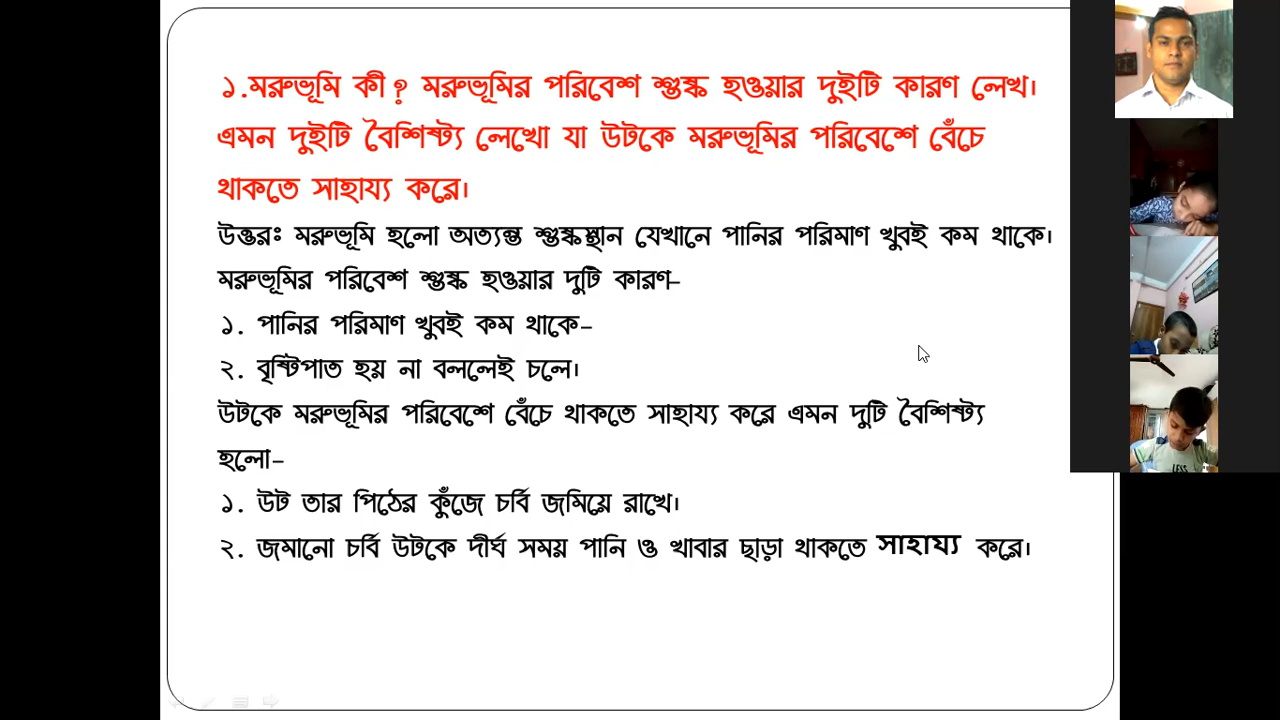 ১.মরুভূমি কী? মরুভূমির পরিবেশ শুষ্ক হওয়ার দুইটি কারণ লেখ।
এমন দুইটি বৈশিষ্ট্য লেখো যা উটকে মরুভূমির পরিবেশে বেঁচে
থাকতে সাহায্য করে।
উত্তরঃ মরুভূমি হলো অত্যন্ত শুষ্কস্থান যেখানে পানির পরিমাণ খুবই কম থাকে।
মরুভূমির পরিবেশ শুষ্ক হওয়ার দুটি কারণ-
১. পানির পরিমাণ খুবই কম থাকে-
২. বৃষ্টিপাত হয় না বললেই চলে।
উটকে মরুভূমির পরিবেশে বেঁচে থাকতে সাহায্য করে এমন দুটি বৈশিষ্ট্য
হলো-
১. উট তার পিঠের কুঁজে চর্বি জমিয়ে রাখে।
২. জমানো চর্বি উটকে দীর্ঘ সময় পানি ও খাবার ছাড়া থাকতে সাহায্য করে।
LESS